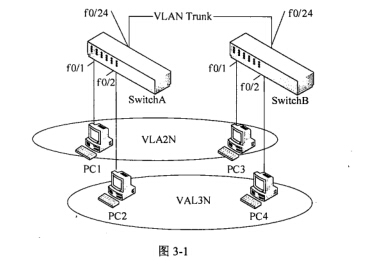 f0/24
VLAN Trunk
f0/24
f0/1
f0/2
SwitchA
f0/1
f0/2
SwitchB
VLA2N
PC1
PC3
VAL3N
PC2
PC4
图 3-1